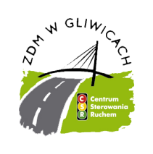 ZDM W GLIWICACH
C Centrum
S Sterowania
R Ruchem